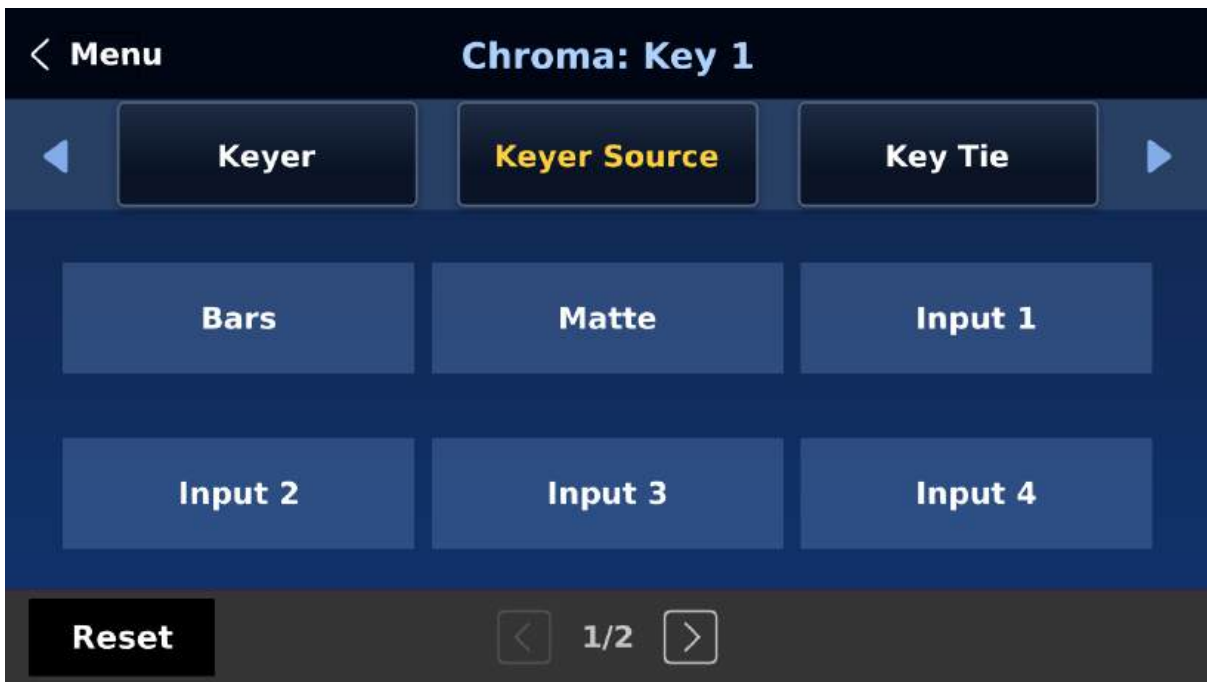 Menu
Chroma: Key 1
Keyer
Keyer Source
Key Tie
Bars
Matte
Input 1
Input 2
Input 3
Input 4
Reset
1/2